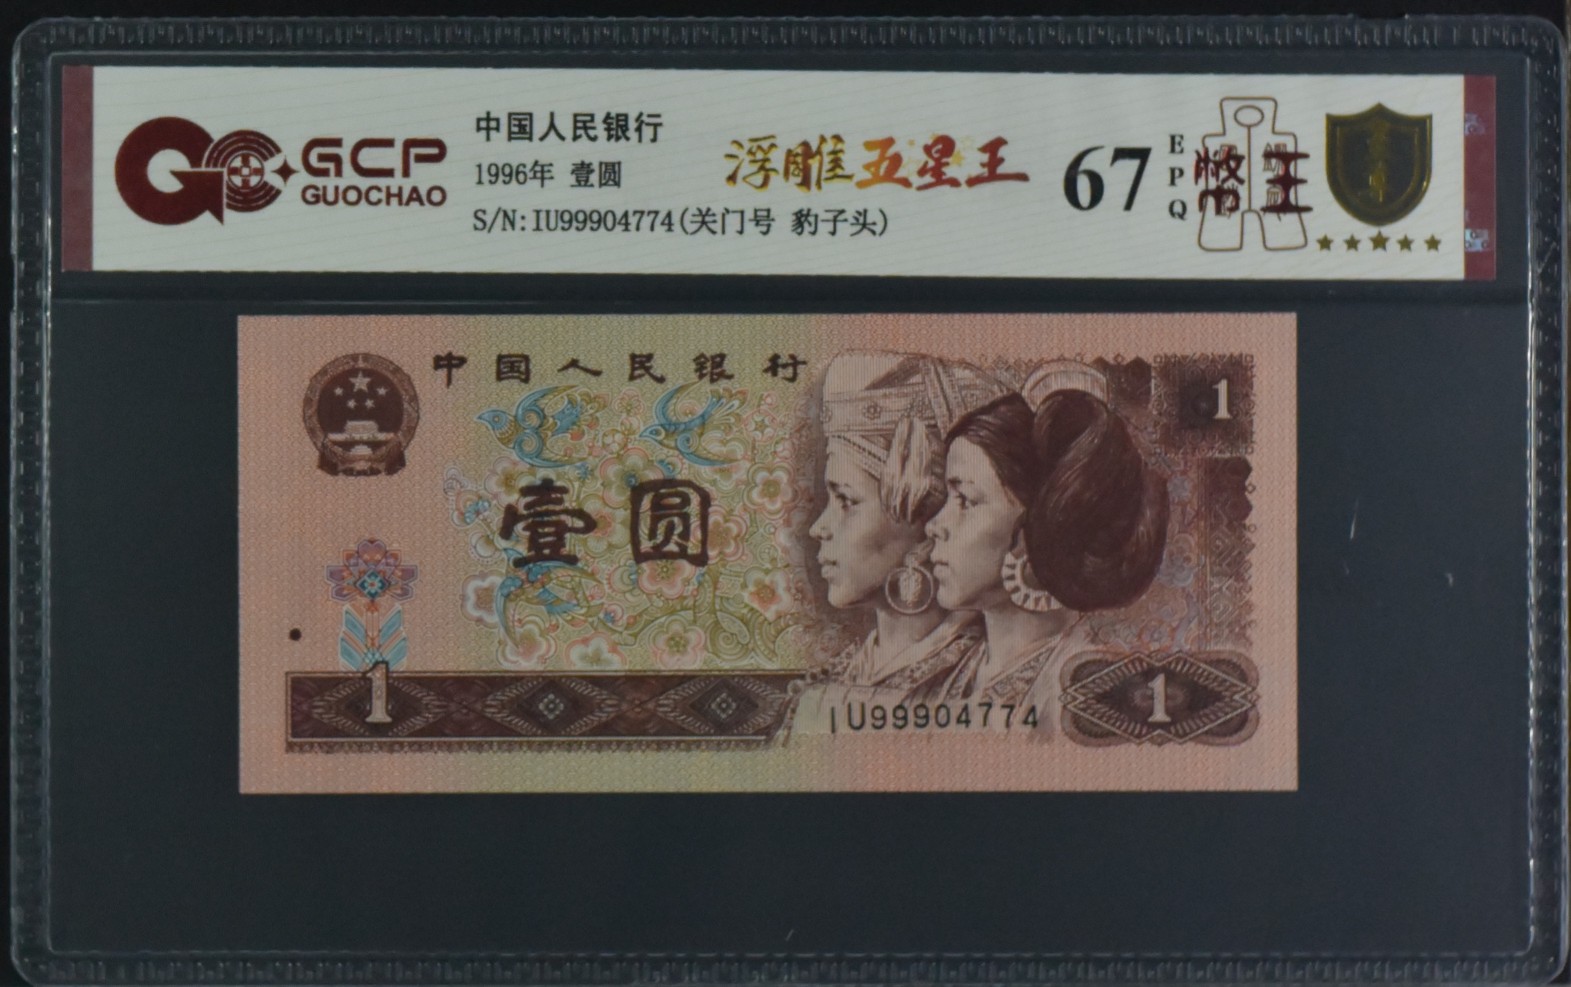 GCP
GUOCHAO
中国人民银行
1996年 壹圆
S/N:IU99904774(关门号 豹子头)
浮雕五星王
67
EPQ
幣王
中国人民银行
1
壹圆
1
1
IU99904774